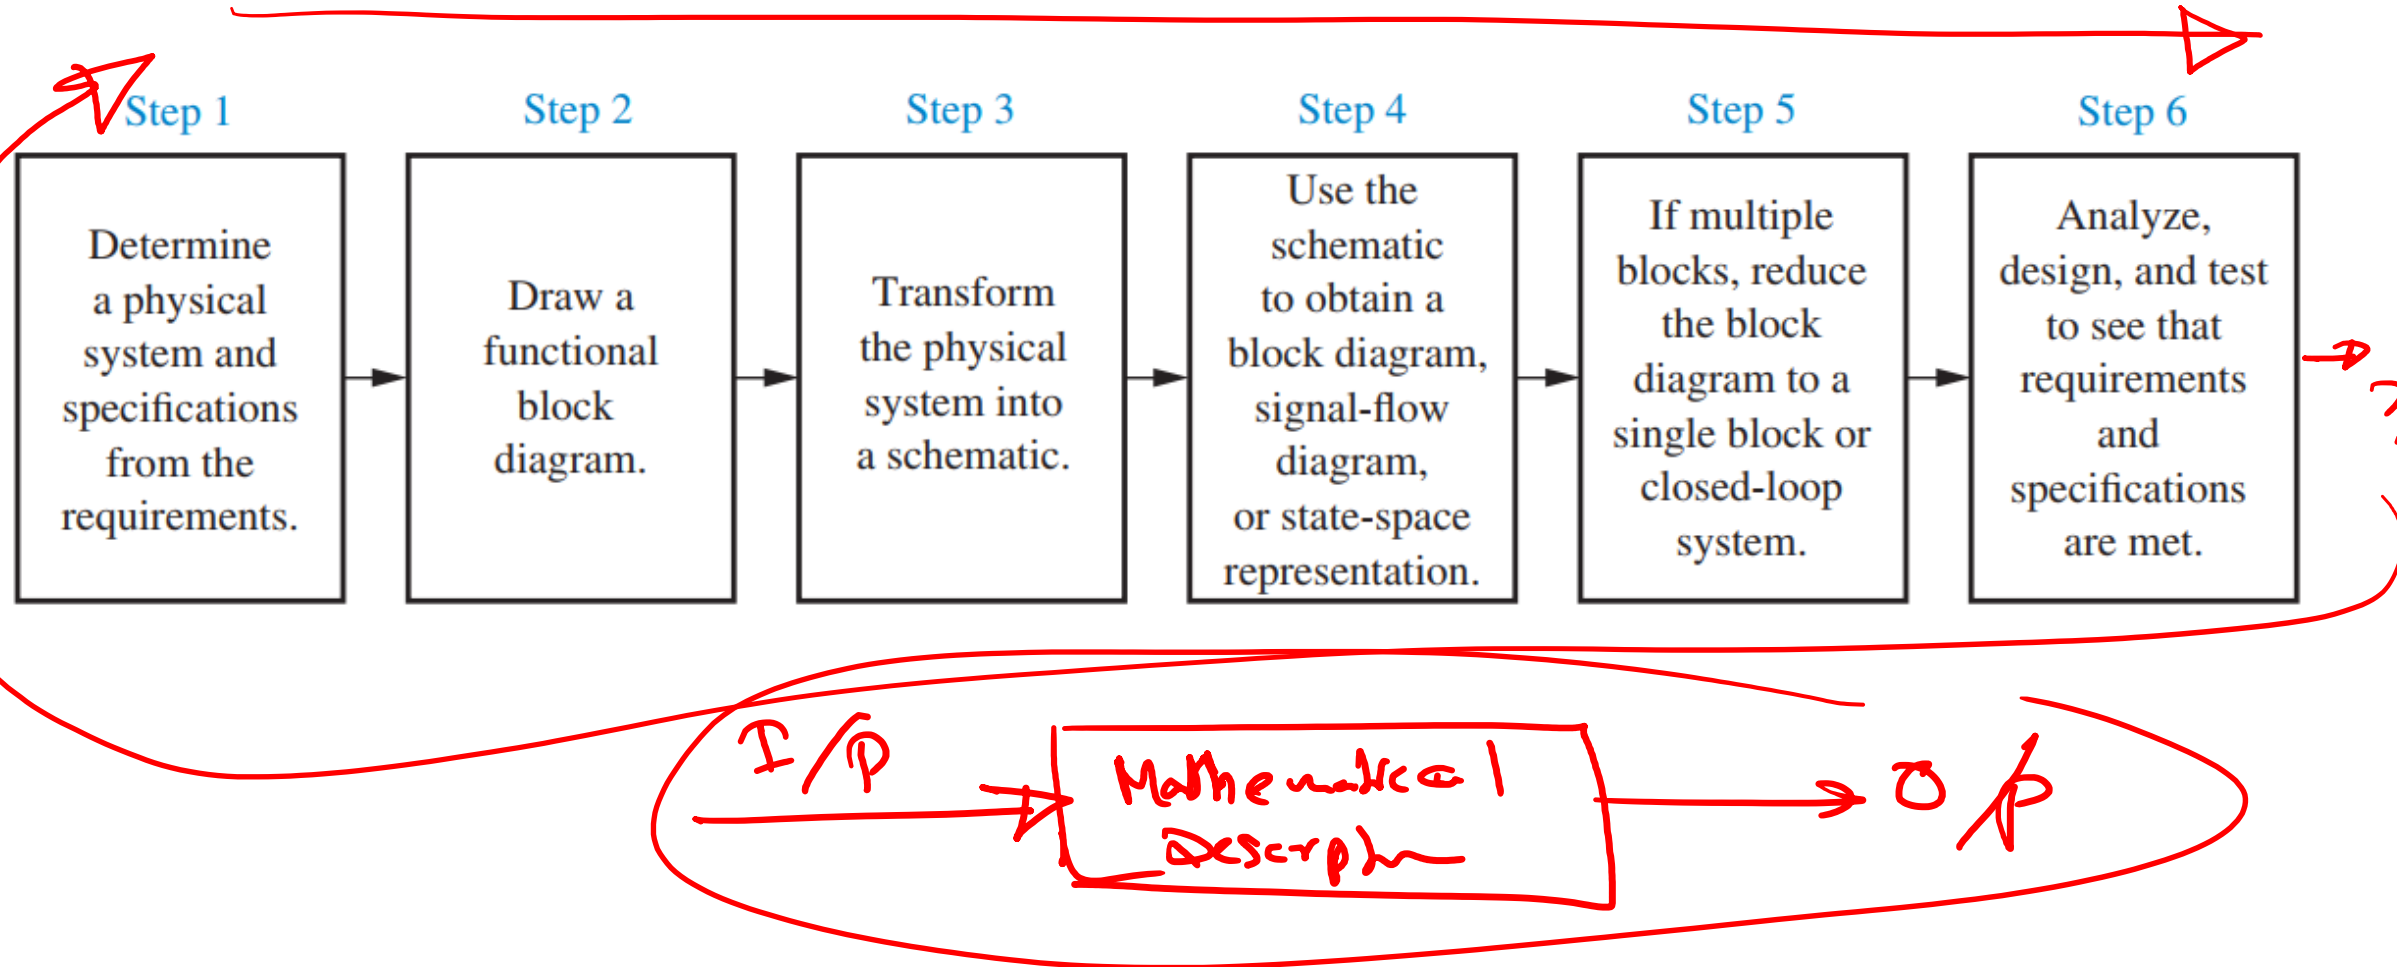 Step 1
Determine
a physical
system and
specifications
from the
requirements.
Step 2
Draw a
functional
block
diagram.
Step 3
Transform
the physical
system into
a schematic.
Step 4
Use the
schematic
to obtain a
block diagram,
signal-flow
diagram,
or state-space
representation.
Step 5
If multiple
blocks, reduce
the block
diagram to a
single block or
closed-loop
system.
Step 6
Analyze,
design, and test
to see that
requirements
and
specifications
are met.
I/P
Mathematical
O/P